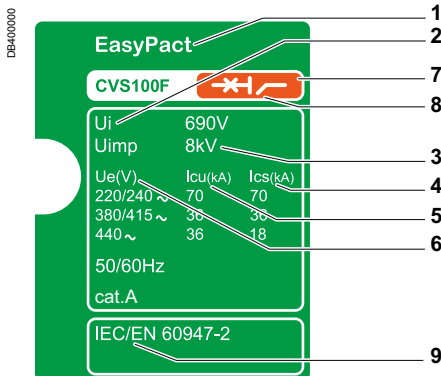 DB400000
EasyPact
1
2
CVS100F
7
8
Ui 690V
Uimp 8kV
3
Ue(V) Icu(kA) Ics(kA)
4
220/240 ~ 70 70
5
380/415 ~ 36 36
440 ~ 36 18
6
50/60Hz
cat.A
IEC/EN 60947-2
9